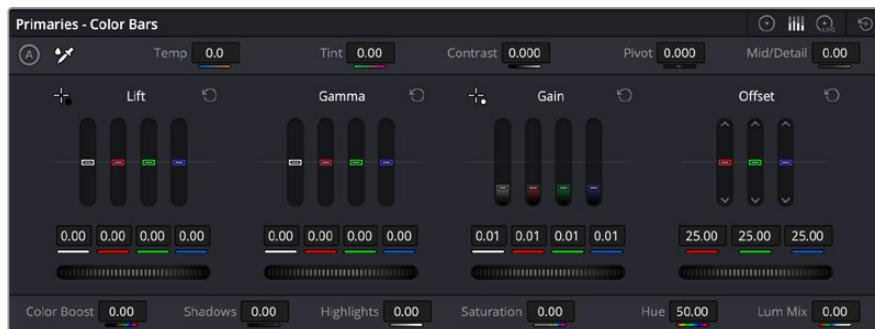 Primaries - Color Bars
LOG
A Temp 0.0 Tint 0.00 Contrast 0.000 Pivot 0.000 Mid/Detail 0.00
Lift Gamma Gain Offset
0.00 0.00 0.00 0.00 0.00 0.00 0.00 0.00 0.01 0.01 0.01 0.01 25.00 25.00 25.00
Color Boost 0.00 Shadows 0.00 Highlights 0.00 Saturation 0.00 Hue 50.00 Lum Mix 0.00